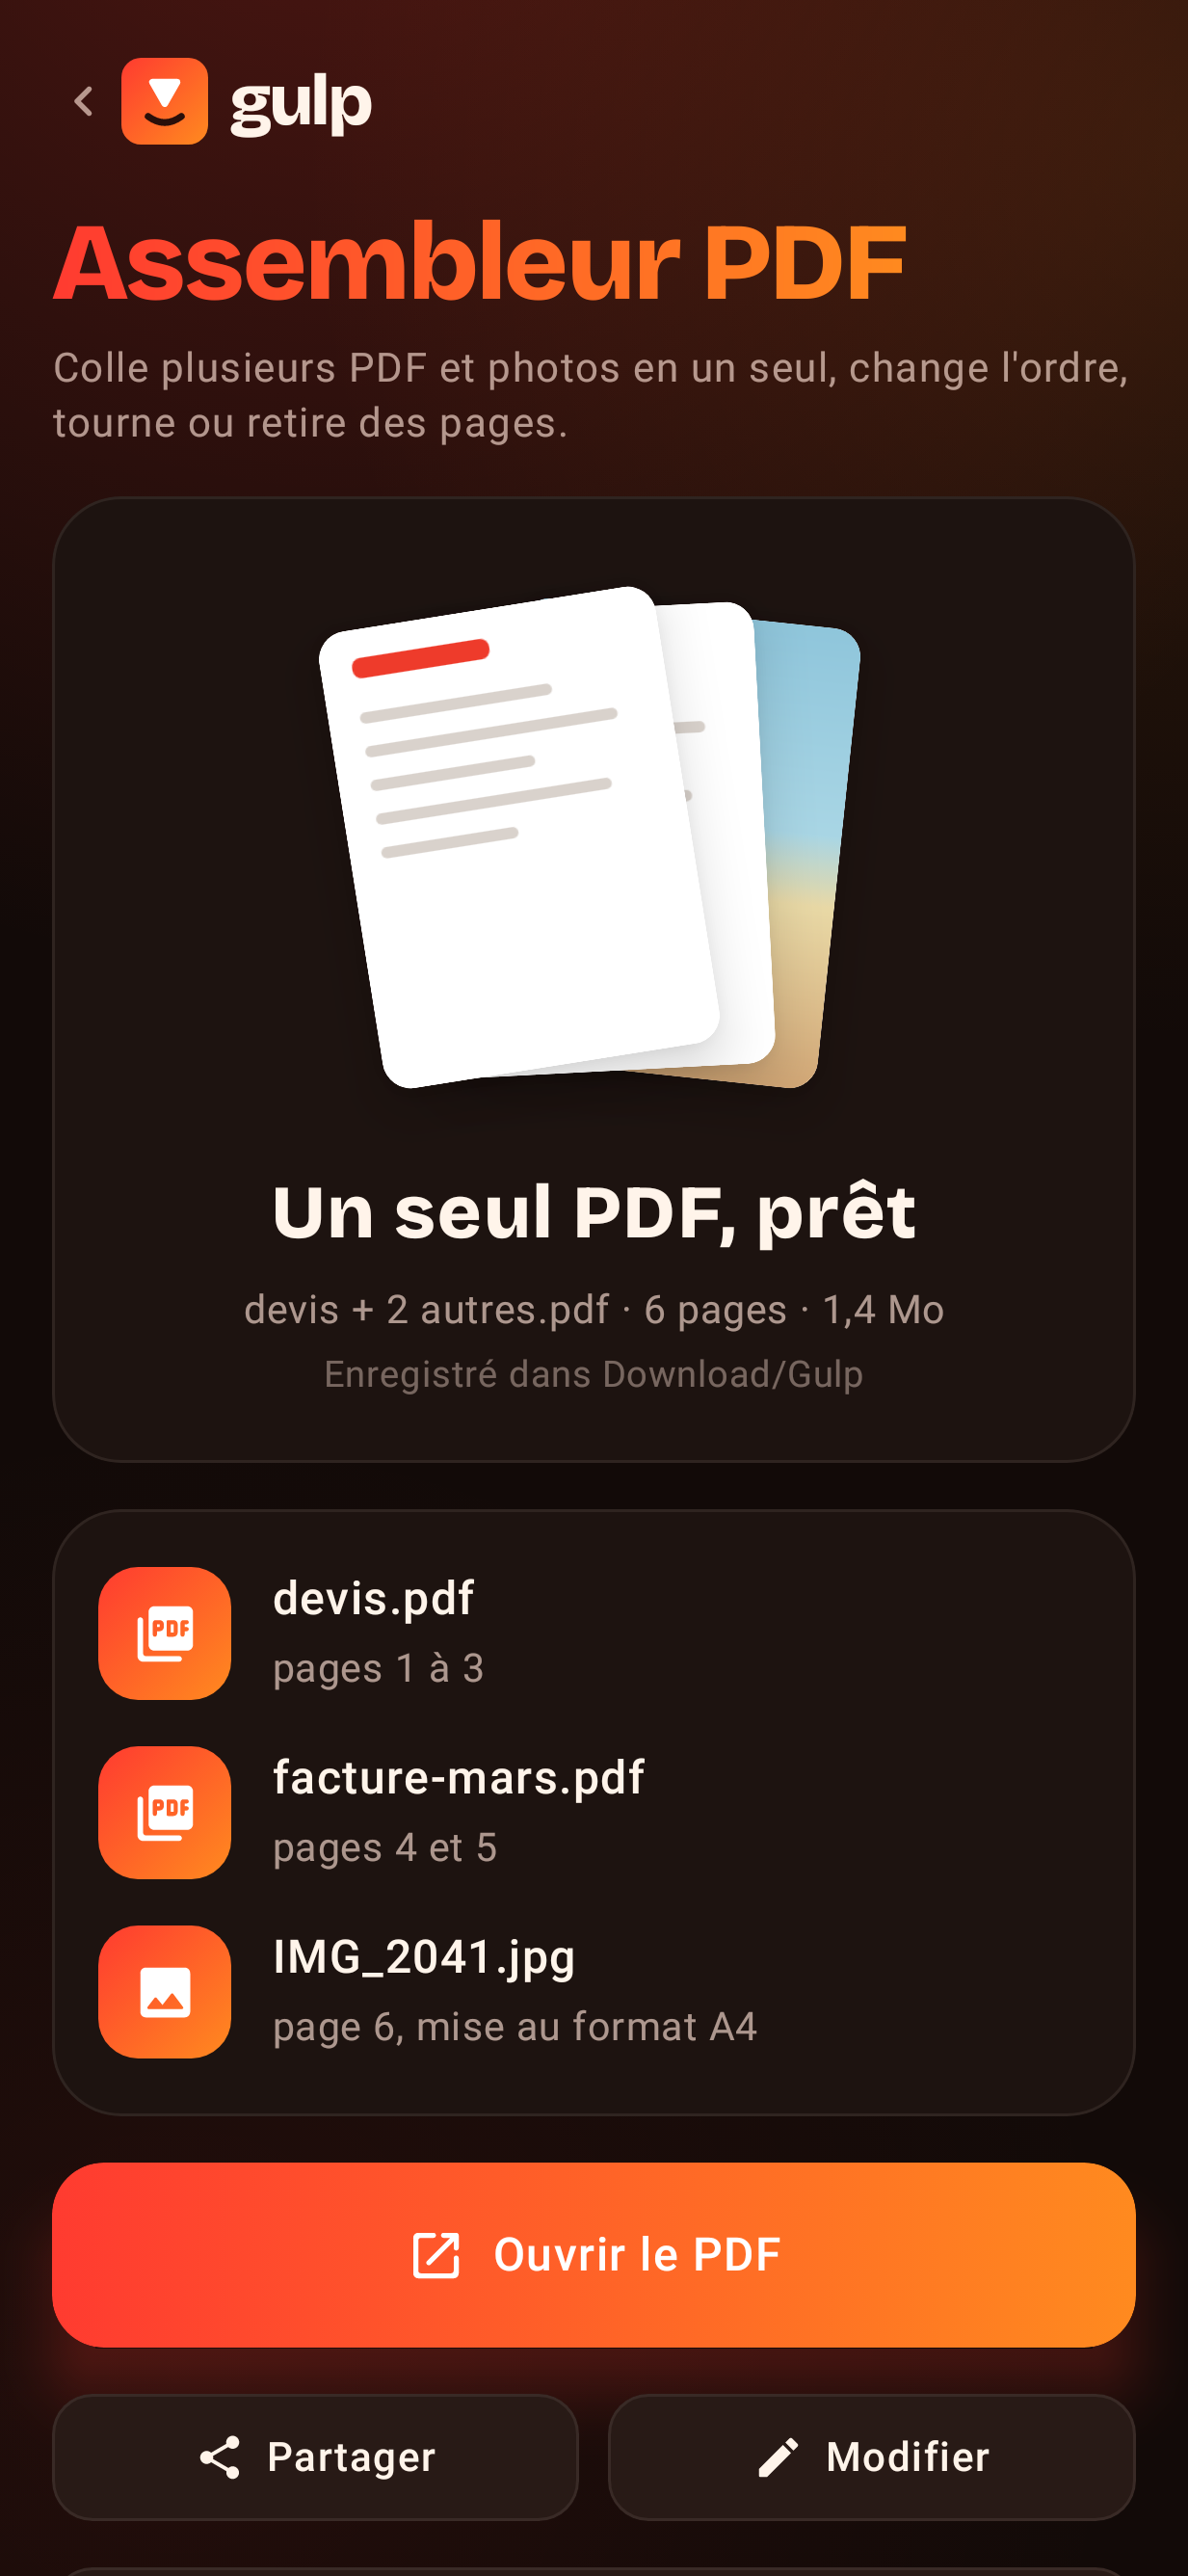 gulp
Assembleur PDF
Colle plusieurs PDF et photos en un seul, change l'ordre,
tourne ou retire des pages.
Un seul PDF, prêt
devis + 2 autres.pdf · 6 pages · 1,4 Mo
Enregistré dans Download/Gulp
PDF
devis.pdf
pages 1 à 3
PDF
facture-mars.pdf
pages 4 et 5
IMG_2041.jpg
page 6, mise au format A4
Ouvrir le PDF
Partager
Modifier